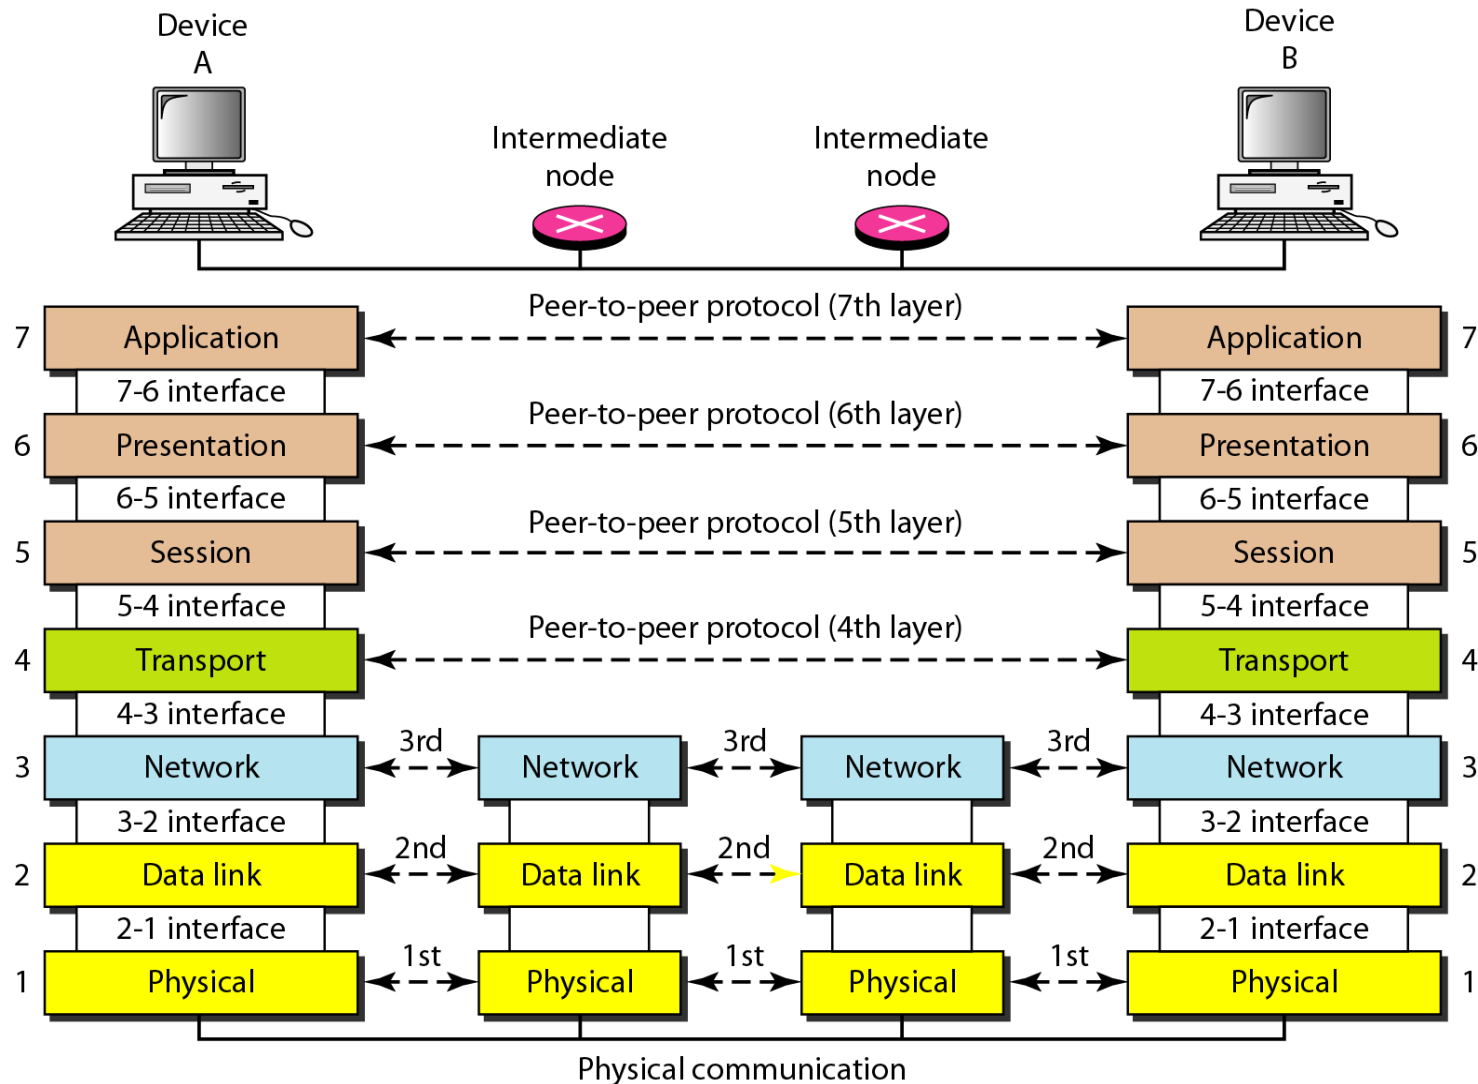 Device
A
Device
B
Intermediate
node
Intermediate
node
Peer-to-peer protocol (7th layer)
7 Application Application 7
7-6 interface 7-6 interface
Peer-to-peer protocol (6th layer)
6 Presentation Presentation 6
6-5 interface 6-5 interface
Peer-to-peer protocol (5th layer)
5 Session Session 5
5-4 interface 5-4 interface
Peer-to-peer protocol (4th layer)
4 Transport Transport 4
4-3 interface 4-3 interface
3rd 3rd 3rd
3 Network Network Network Network 3
3-2 interface 3-2 interface
2nd 2nd 2nd
2 Data link Data link Data link Data link 2
2-1 interface 2-1 interface
1st 1st 1st
1 Physical Physical Physical Physical 1
Physical communication